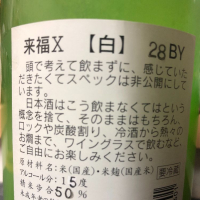 来福X 【白】 28BY
頭で考えて飲まずに、感じていた
だきたくてスペックは非公開にして
います。
日本酒はこう飲まなくてはという
概念を捨て、そのままはもちろん、
ロックや炭酸割り、冷酒から熱々の
お燗まで、ワイングラスで飲むなど、
ご自由にお楽しみください。
原材料名:米(国産)・米麹(国産米)
アルコール分:15度 要冷蔵
精米歩合50%